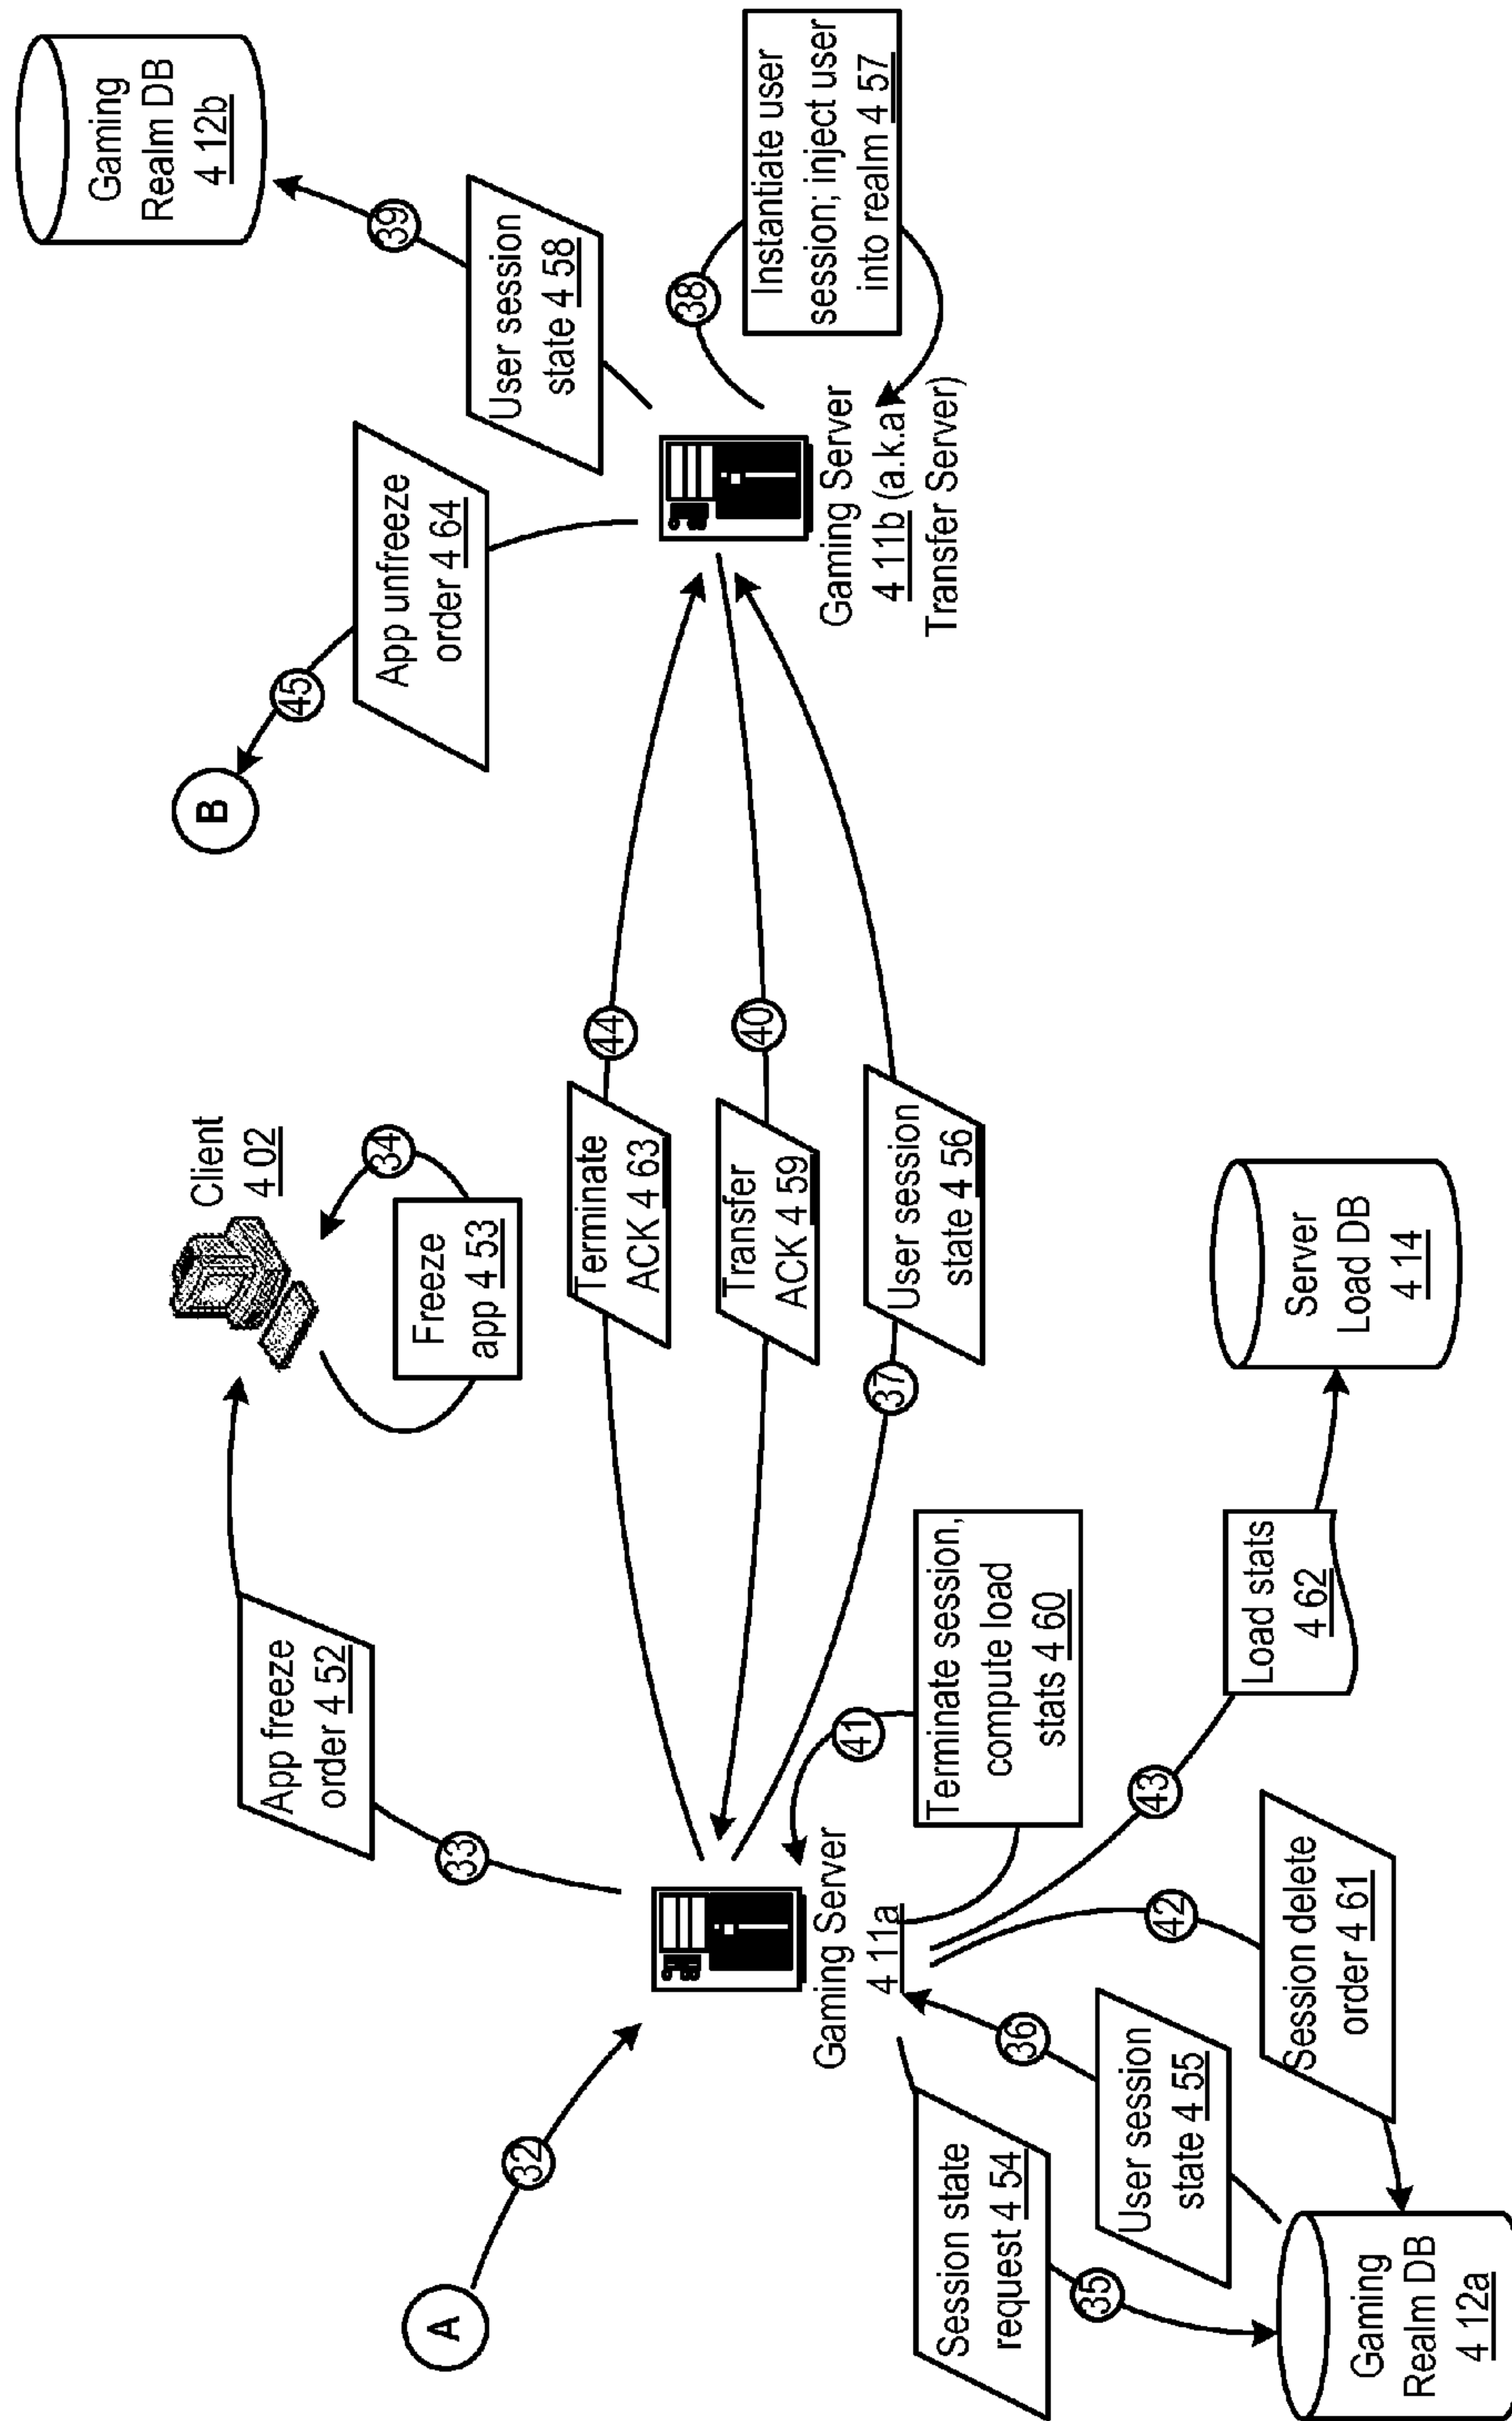 A
32
33
App freeze
order 4 52
Client
4 02
34
Freeze
app 4 53
B
45
App unfreeze
order 4 64
39
User session
state 4 58
Gaming
Realm DB
4 12b
44
Terminate
ACK 4 63
40
Transfer
ACK 4 59
37
User session
state 4 56
38
Instantiate user
session; inject user
into realm 4 57
Gaming Server
4 11b (a.k.a
Transfer Server)
Gaming Server
4 11a
41
Terminate session,
compute load
stats 4 60
Session state
request 4 54
35
36
User session
state 4 55
42
Session delete
order 4 61
43
Load stats
4 62
Server
Load DB
4 14
Gaming
Realm DB
4 12a